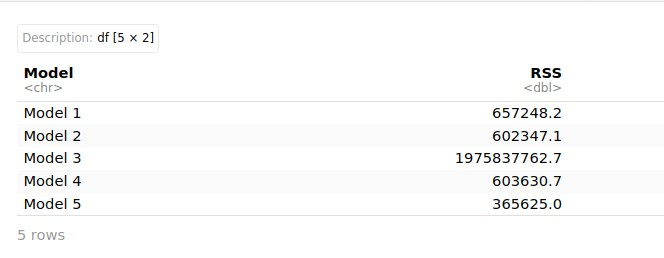 Description: df [5 × 2]
Model RSS
<chr> <dbl>
Model 1 657248.2
Model 2 602347.1
Model 3 1975837762.7
Model 4 603630.7
Model 5 365625.0
5 rows